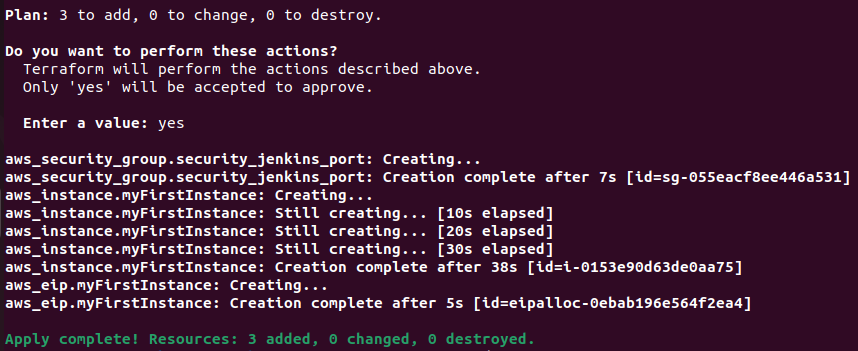 Plan: 3 to add, 0 to change, 0 to destroy.
Do you want to perform these actions?
Terraform will perform the actions described above.
Only 'yes' will be accepted to approve.
Enter a value: yes
aws_security_group.security_jenkins_port: Creating...
aws_security_group.security_jenkins_port: Creation complete after 7s [id=sg-055eacf8ee446a531]
aws_instance.myFirstInstance: Creating...
aws_instance.myFirstInstance: Still creating... [10s elapsed]
aws_instance.myFirstInstance: Still creating... [20s elapsed]
aws_instance.myFirstInstance: Still creating... [30s elapsed]
aws_instance.myFirstInstance: Creation complete after 38s [id=i-0153e90d63de0aa75]
aws_eip.myFirstInstance: Creating...
aws_eip.myFirstInstance: Creation complete after 5s [id=eipalloc-0ebab196e564f2ea4]
Apply complete! Resources: 3 added, 0 changed, 0 destroyed.